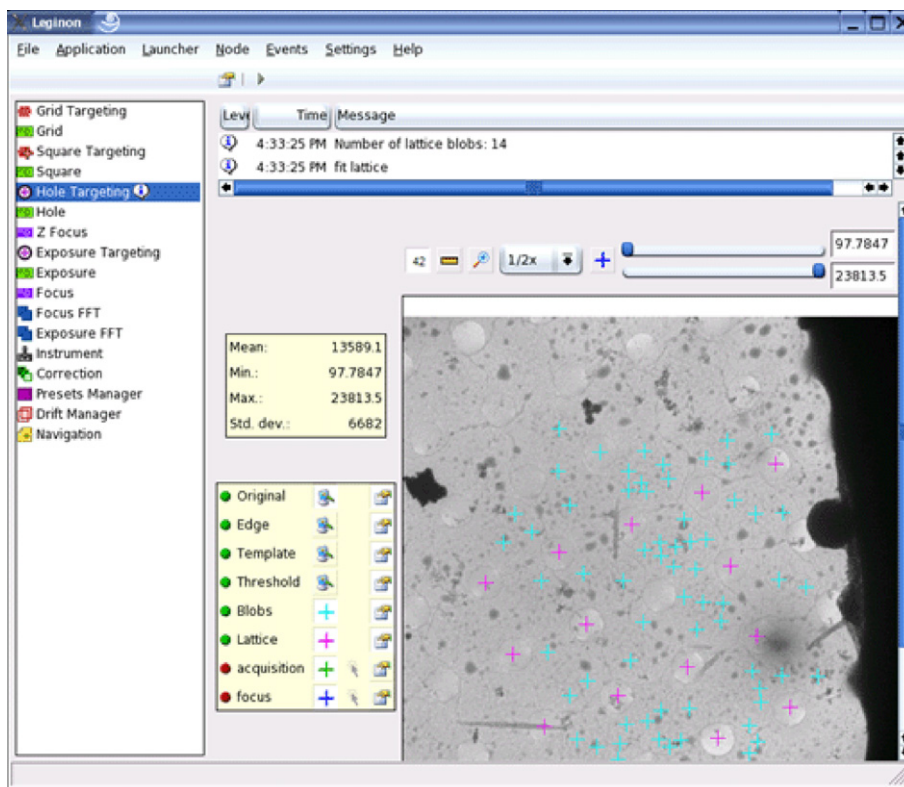 Leginon
File Application Launcher Node Events Settings Help
Grid Targeting
Grid
Square Targeting
Square
Hole Targeting
Hole
Z Focus
Exposure Targeting
Exposure
Focus
Focus FFT
Exposure FFT
Instrument
Correction
Presets Manager
Drift Manager
Navigation
Leve Time Message
4:33:25 PM Number of lattice blobs: 14
4:33:25 PM fit lattice
42 1/2x 97.7847
23813.5
Mean: 13589.1
Min.: 97.7847
Max.: 23813.5
Std. dev.: 6682
Original
Edge
Template
Threshold
Blobs
Lattice
acquisition
focus